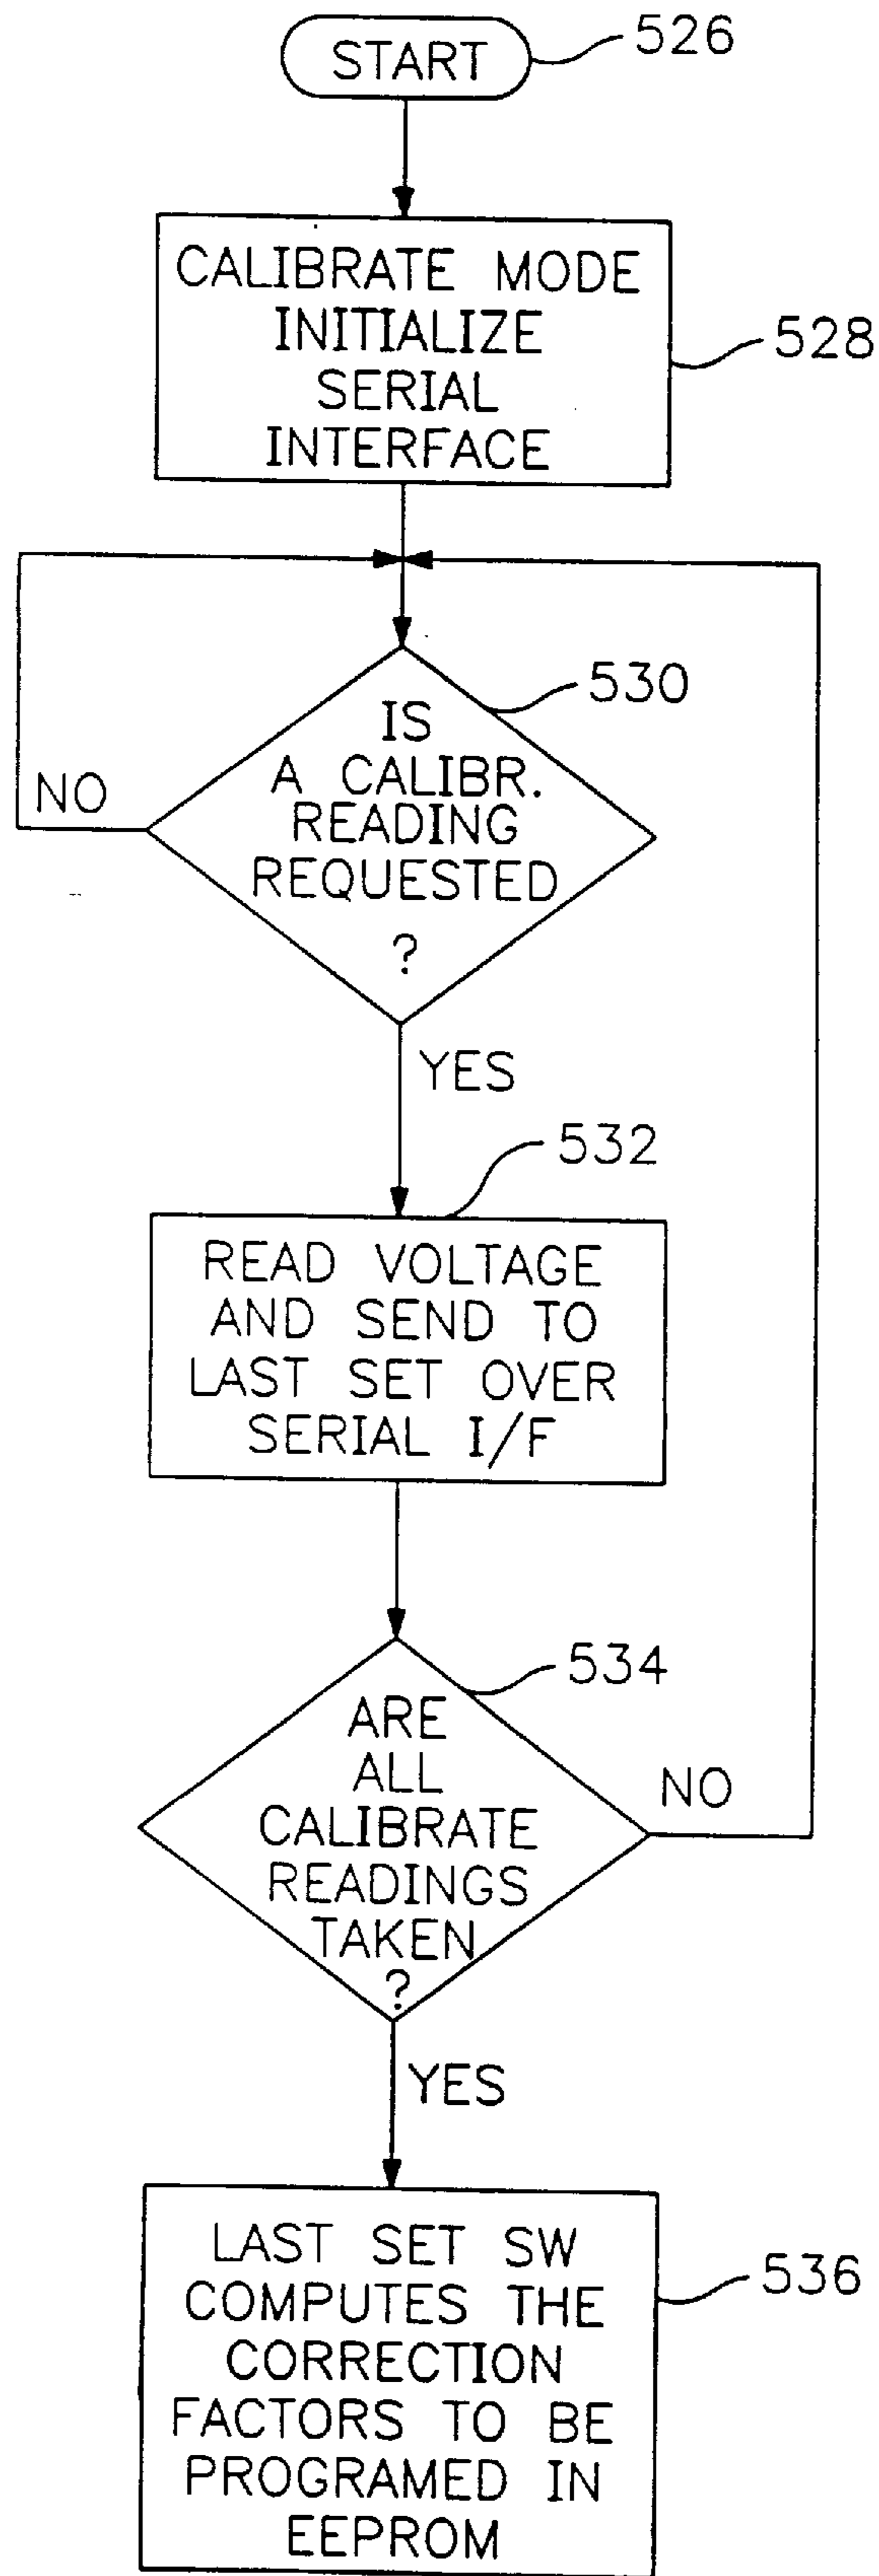 START
526
CALIBRATE MODE
INITIALIZE
SERIAL
INTERFACE
528
530
IS
A CALIBR.
READING
REQUESTED
?
NO
YES
532
READ VOLTAGE
AND SEND TO
LAST SET OVER
SERIAL I/F
534
ARE
ALL
CALIBRATE
READINGS
TAKEN
?
NO
YES
LAST SET SW
COMPUTES THE
CORRECTION
FACTORS TO BE
PROGRAMED IN
EEPROM
536